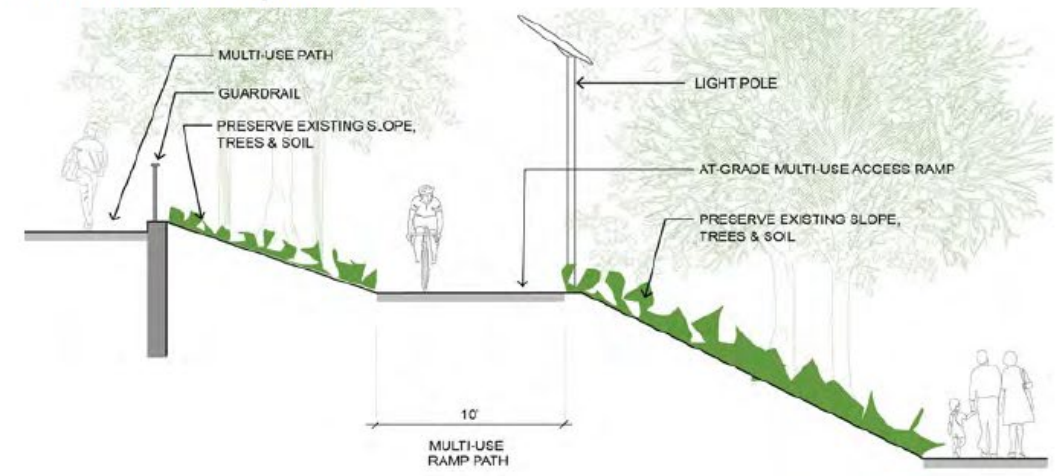 MULTI-USE PATH
GUARDRAIL
PRESERVE EXISTING SLOPE,
TREES & SOIL
LIGHT POLE
AT-GRADE MULTI-USE ACCESS RAMP
PRESERVE EXISTING SLOPE,
TREES & SOIL
10'
MULTI-USE
RAMP PATH